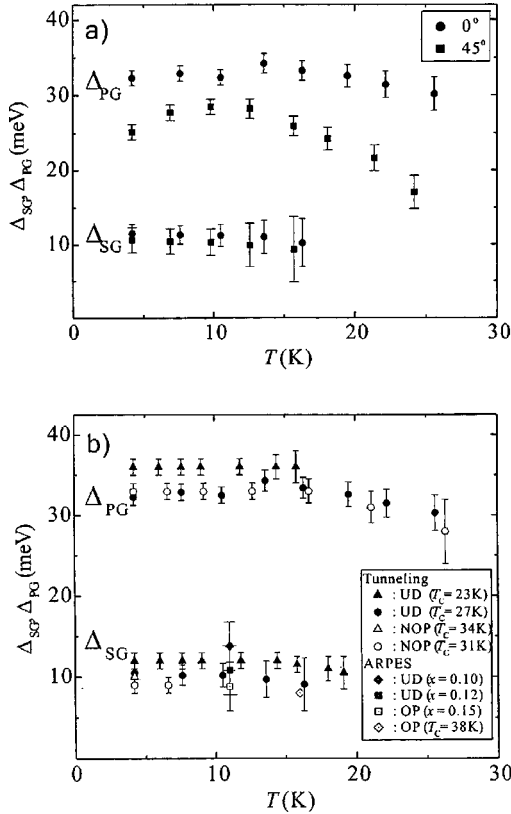 a)
● 0°
■ 45°
40
30
20
10
Δ_PG
Δ_SG
Δ_SG, Δ_PG (meV)
0 10 20 30
T (K)
b)
40
30
20
10
0
Δ_PG
Δ_SG
Δ_SG, Δ_PG (meV)
Tunneling
▲ : UD (T_c = 23K)
● : UD (T_c = 27K)
△ : NOP (T_c = 34K)
○ : NOP (T_c = 31K)
ARPES
◆ : UD (x = 0.10)
■ : UD (x = 0.12)
□ : OP (x = 0.15)
◇ : OP (T_c = 38K)
0 10 20 30
T (K)